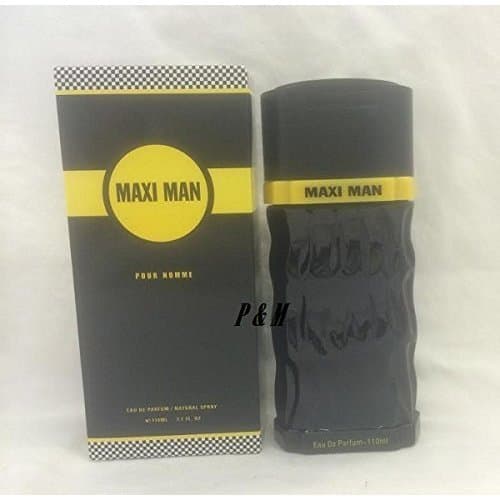 MAXI MAN
POUR HOMME
EAU DE PARFUM / NATURAL SPRAY
MAXI MAN
Eau De Parfum-110ml
P&M